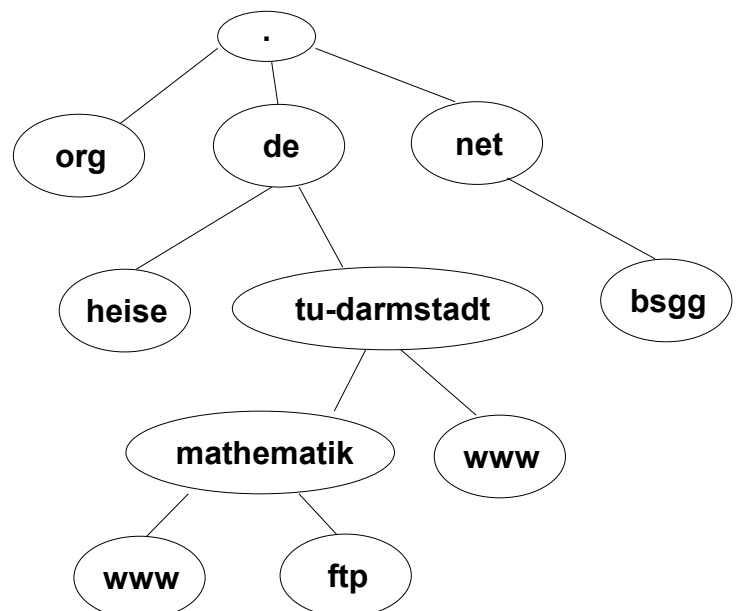 .
org
de
net
heise
tu-darmstadt
bsgg
mathematik
www
www
ftp